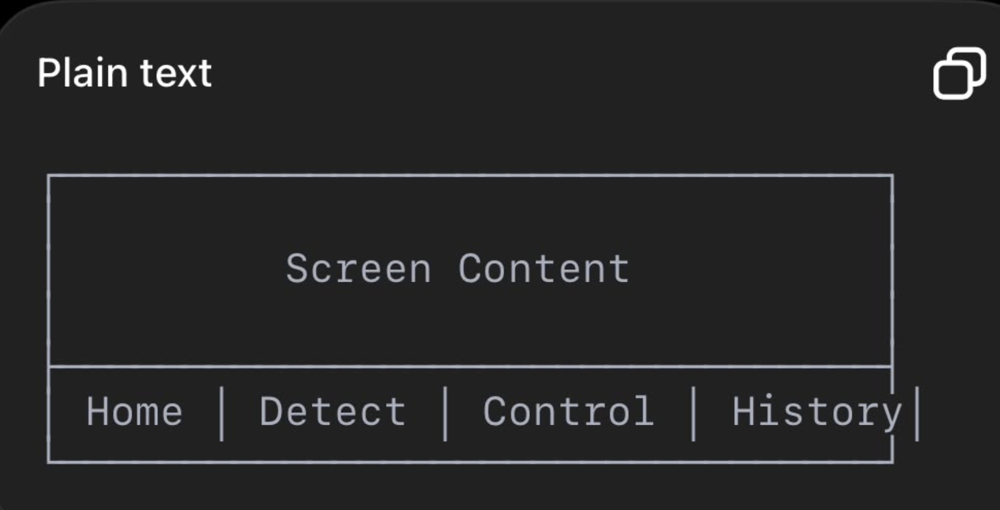 Plain text
Screen Content
Home | Detect | Control | History|